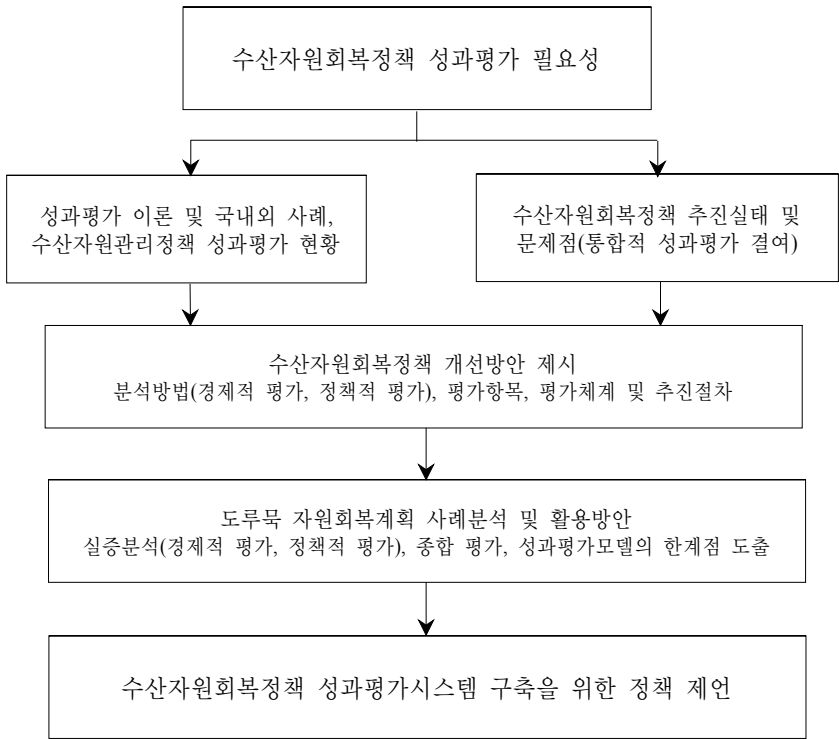 수산자원회복정책 성과평가 필요성
성과평가 이론 및 국내외 사례,
수산자원관리정책 성과평가 현황
수산자원회복정책 추진실태 및
문제점(통합적 성과평가 결여)
수산자원회복정책 개선방안 제시
분석방법(경제적 평가, 정책적 평가), 평가항목, 평가체계 및 추진절차
도루묵 자원회복계획 사례분석 및 활용방안
실증분석(경제적 평가, 정책적 평가), 종합 평가, 성과평가모델의 한계점 도출
수산자원회복정책 성과평가시스템 구축을 위한 정책 제언